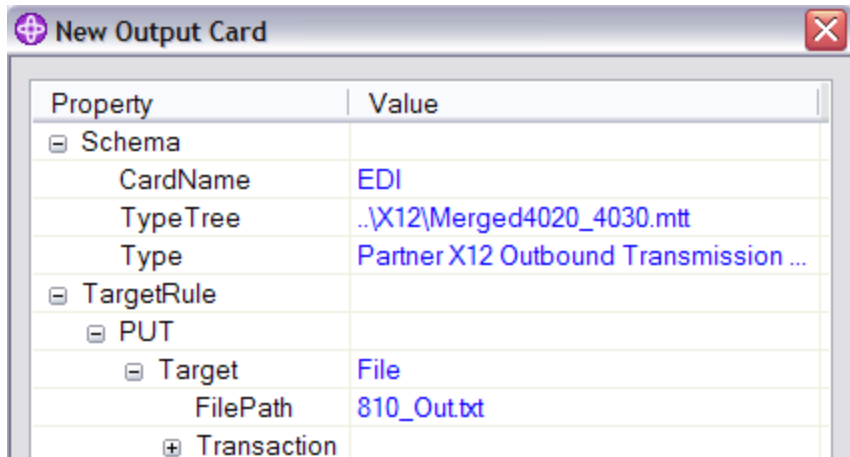 New Output Card
Property Value
Schema
CardName EDI
TypeTree ..\X12\Merged4020_4030.mtt
Type Partner X12 Outbound Transmission ...
TargetRule
PUT
Target File
FilePath 810_Out.txt
Transaction